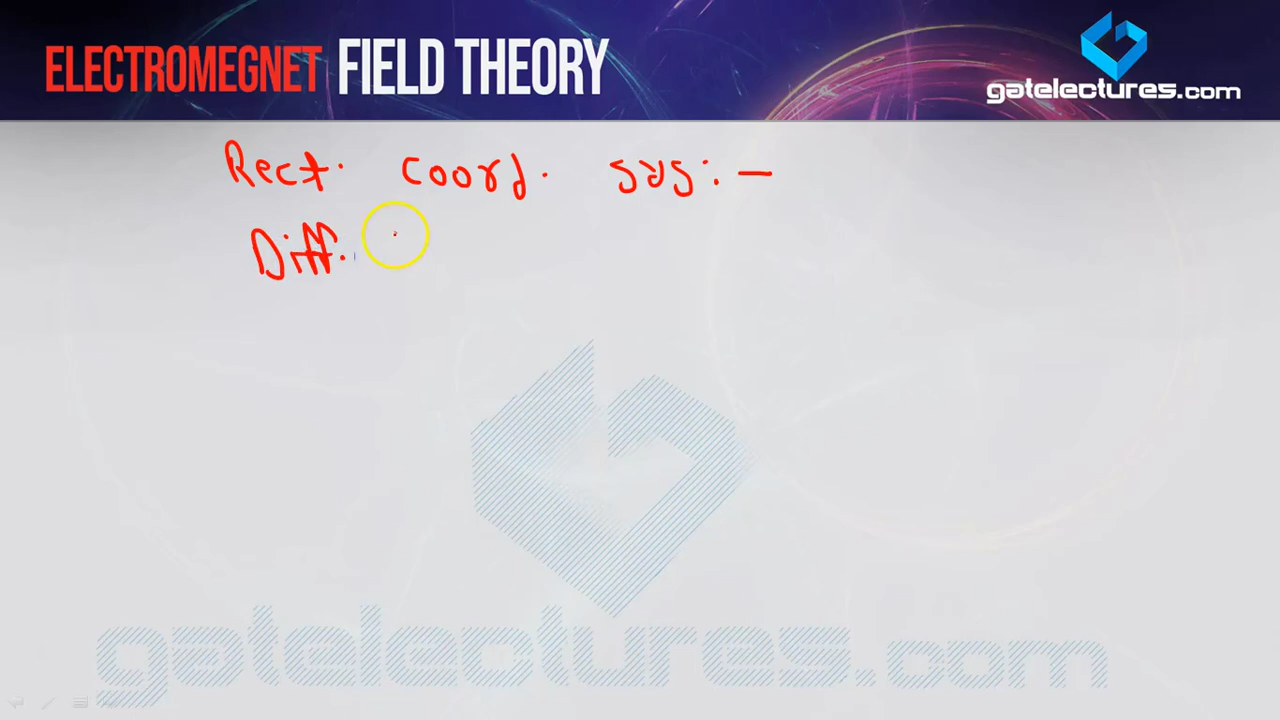 ELECTROMEGNET FIELD THEORY
gatelectures.com
Rect. Coord. sys:-
Diff.
gatelectures.com